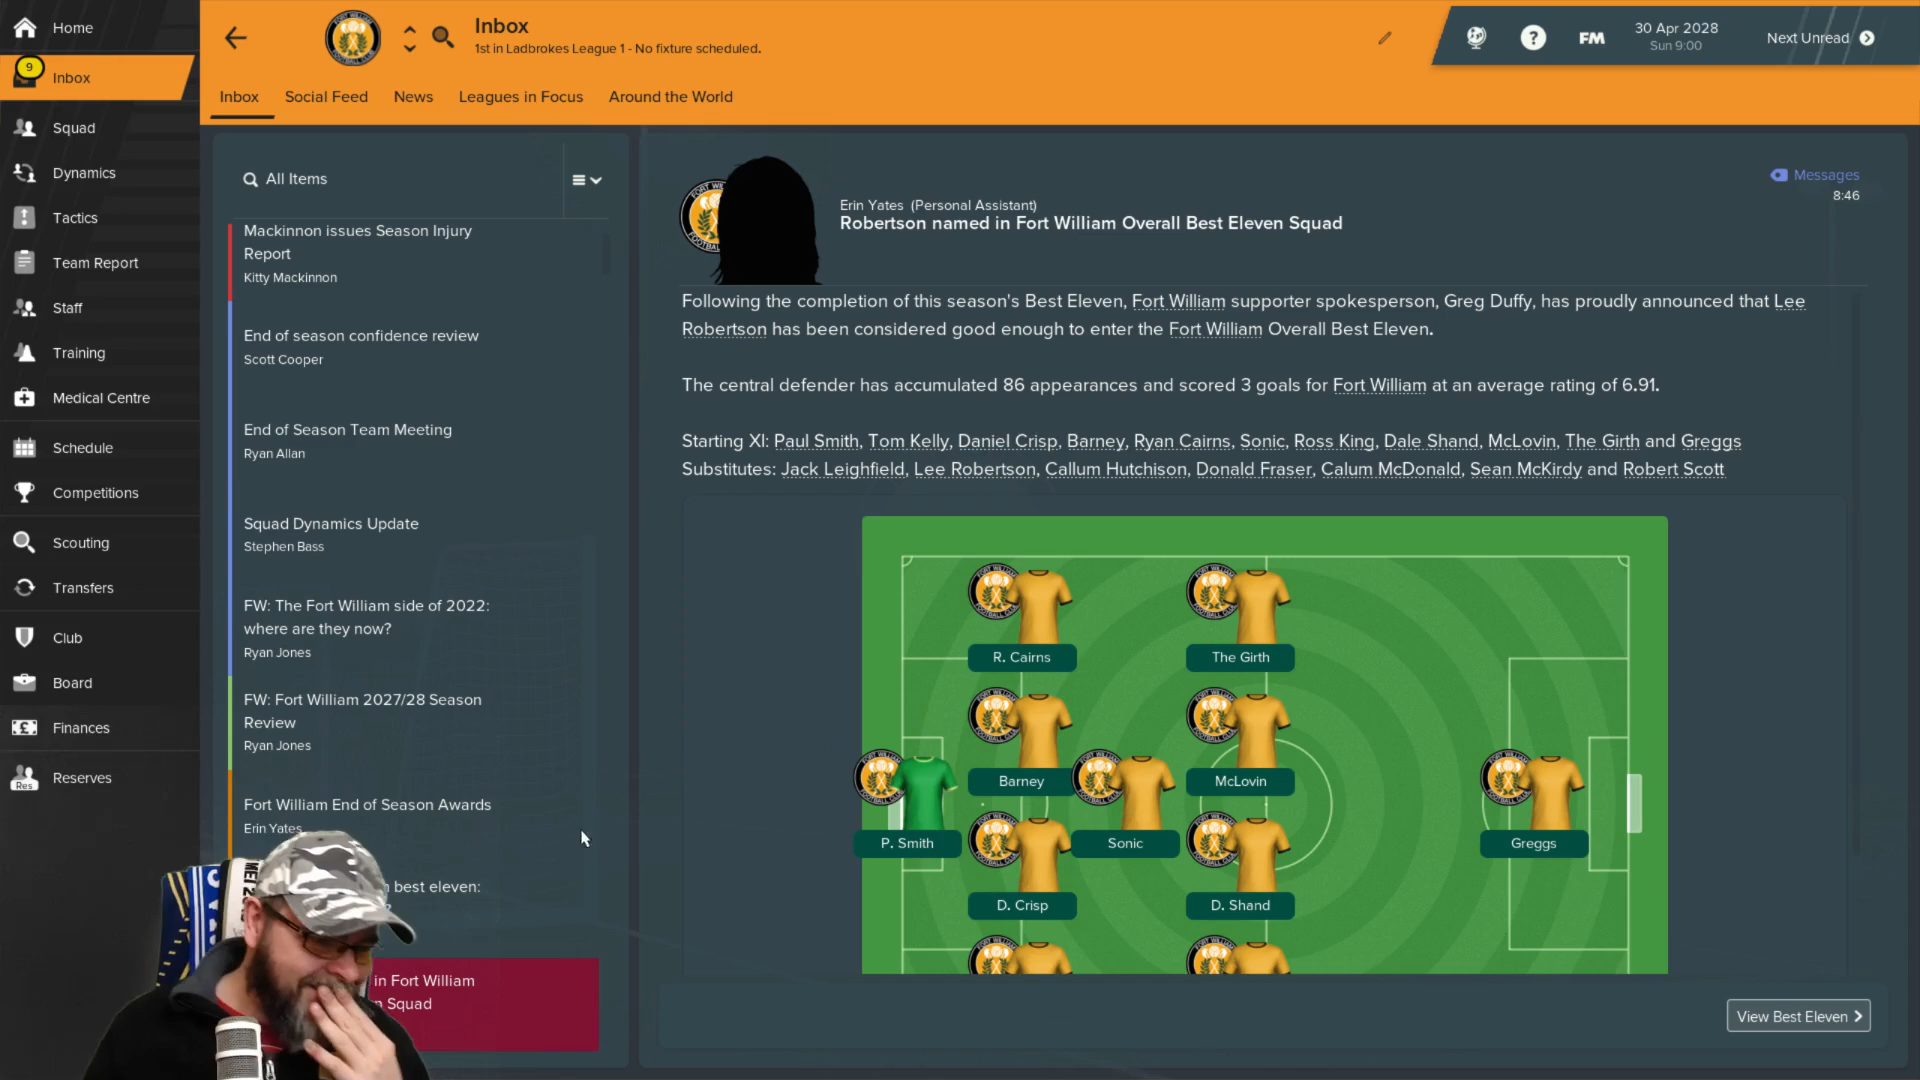 Home
9
Inbox
Squad
Dynamics
Tactics
Team Report
Staff
Training
Medical Centre
Schedule
Competitions
Scouting
Transfers
Club
Board
Finances
Res
Reserves
Inbox
1st in Ladbrokes League 1 - No fixture scheduled.
FM
30 Apr 2028
Sun 9:00
Next Unread
Inbox
Social Feed
News
Leagues in Focus
Around the World
All Items
Mackinnon issues Season Injury
Report
Kitty Mackinnon
End of season confidence review
Scott Cooper
End of Season Team Meeting
Ryan Allan
Squad Dynamics Update
Stephen Bass
FW: The Fort William side of 2022:
where are they now?
Ryan Jones
FW: Fort William 2027/28 Season
Review
Ryan Jones
Fort William End of Season Awards
Erin Yates
best eleven:
in Fort William
Squad
Messages
8:46
Erin Yates (Personal Assistant)
Robertson named in Fort William Overall Best Eleven Squad
Following the completion of this season's Best Eleven, Fort William supporter spokesperson, Greg Duffy, has proudly announced that Lee
Robertson has been considered good enough to enter the Fort William Overall Best Eleven.
The central defender has accumulated 86 appearances and scored 3 goals for Fort William at an average rating of 6.91.
Starting XI: Paul Smith, Tom Kelly, Daniel Crisp, Barney, Ryan Cairns, Sonic, Ross King, Dale Shand, McLovin, The Girth and Greggs
Substitutes: Jack Leighfield, Lee Robertson, Callum Hutchison, Donald Fraser, Calum McDonald, Sean McKirdy and Robert Scott
R. Cairns
The Girth
Barney
McLovin
P. Smith
Sonic
Greggs
D. Crisp
D. Shand
View Best Eleven